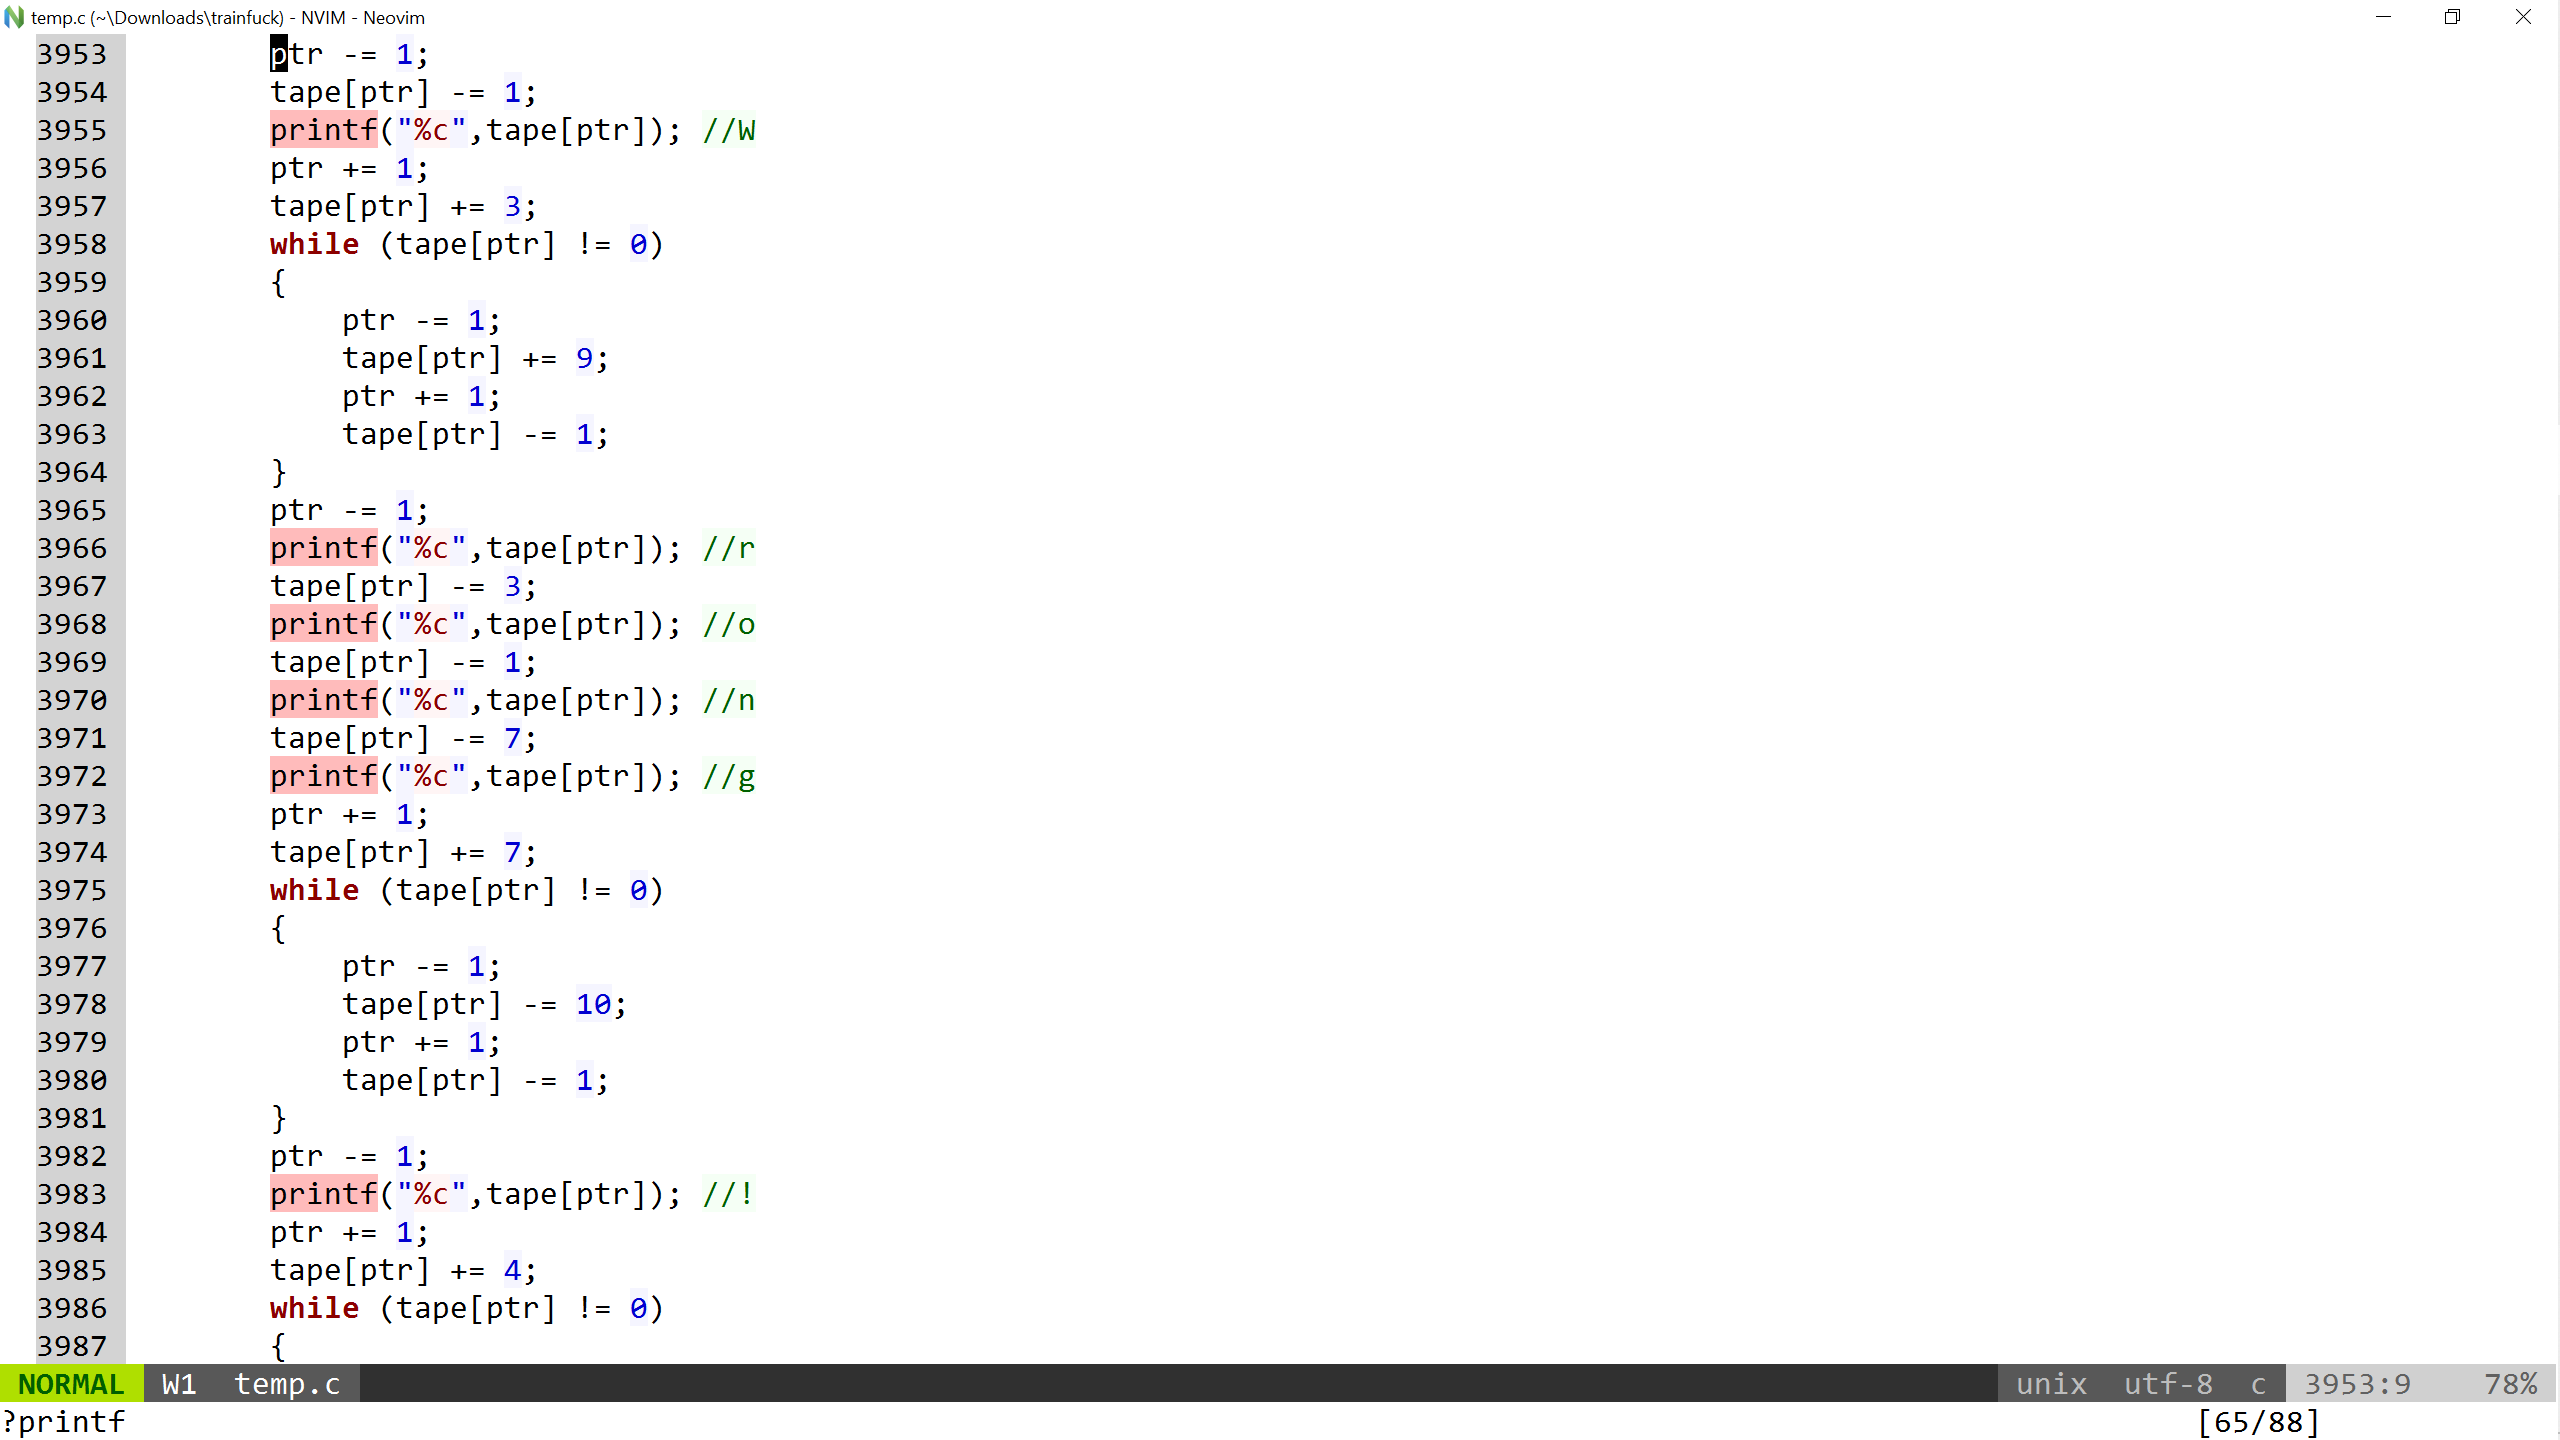 temp.c (~\Downloads\trainfuck) - NVIM - Neovim
3953         ptr -= 1;
3954         tape[ptr] -= 1;
3955         printf("%c",tape[ptr]); //W
3956         ptr += 1;
3957         tape[ptr] += 3;
3958         while (tape[ptr] != 0)
3959         {
3960             ptr -= 1;
3961             tape[ptr] += 9;
3962             ptr += 1;
3963             tape[ptr] -= 1;
3964         }
3965         ptr -= 1;
3966         printf("%c",tape[ptr]); //r
3967         tape[ptr] -= 3;
3968         printf("%c",tape[ptr]); //o
3969         tape[ptr] -= 1;
3970         printf("%c",tape[ptr]); //n
3971         tape[ptr] -= 7;
3972         printf("%c",tape[ptr]); //g
3973         ptr += 1;
3974         tape[ptr] += 7;
3975         while (tape[ptr] != 0)
3976         {
3977             ptr -= 1;
3978             tape[ptr] -= 10;
3979             ptr += 1;
3980             tape[ptr] -= 1;
3981         }
3982         ptr -= 1;
3983         printf("%c",tape[ptr]); //!
3984         ptr += 1;
3985         tape[ptr] += 4;
3986         while (tape[ptr] != 0)
3987         {
NORMAL W1 temp.c unix utf-8 c 3953:9 78%
?printf [65/88]